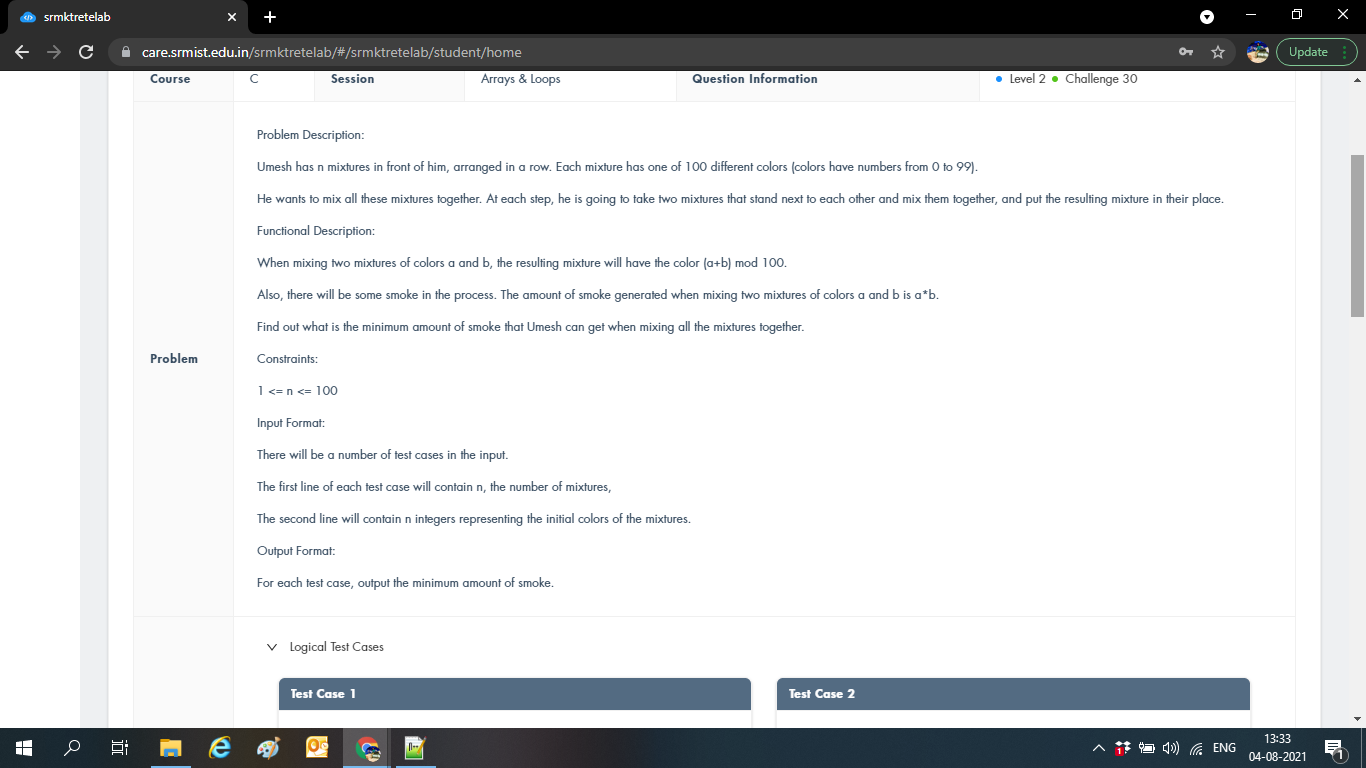 srmktretelab
care.srmist.edu.in/srmktretelab/#/srmktretelab/student/home
Update
Course C Session Arrays & Loops Question Information Level 2 Challenge 30
Problem Description:
Umesh has n mixtures in front of him, arranged in a row. Each mixture has one of 100 different colors (colors have numbers from 0 to 99).
He wants to mix all these mixtures together. At each step, he is going to take two mixtures that stand next to each other and mix them together, and put the resulting mixture in their place.
Functional Description:
When mixing two mixtures of colors a and b, the resulting mixture will have the color (a+b) mod 100.
Also, there will be some smoke in the process. The amount of smoke generated when mixing two mixtures of colors a and b is a*b.
Find out what is the minimum amount of smoke that Umesh can get when mixing all the mixtures together.
Problem
Constraints:
1 <= n <= 100
Input Format:
There will be a number of test cases in the input.
The first line of each test case will contain n, the number of mixtures,
The second line will contain n integers representing the initial colors of the mixtures.
Output Format:
For each test case, output the minimum amount of smoke.
Logical Test Cases
Test Case 1 Test Case 2
ENG
13:33
04-08-2021
1